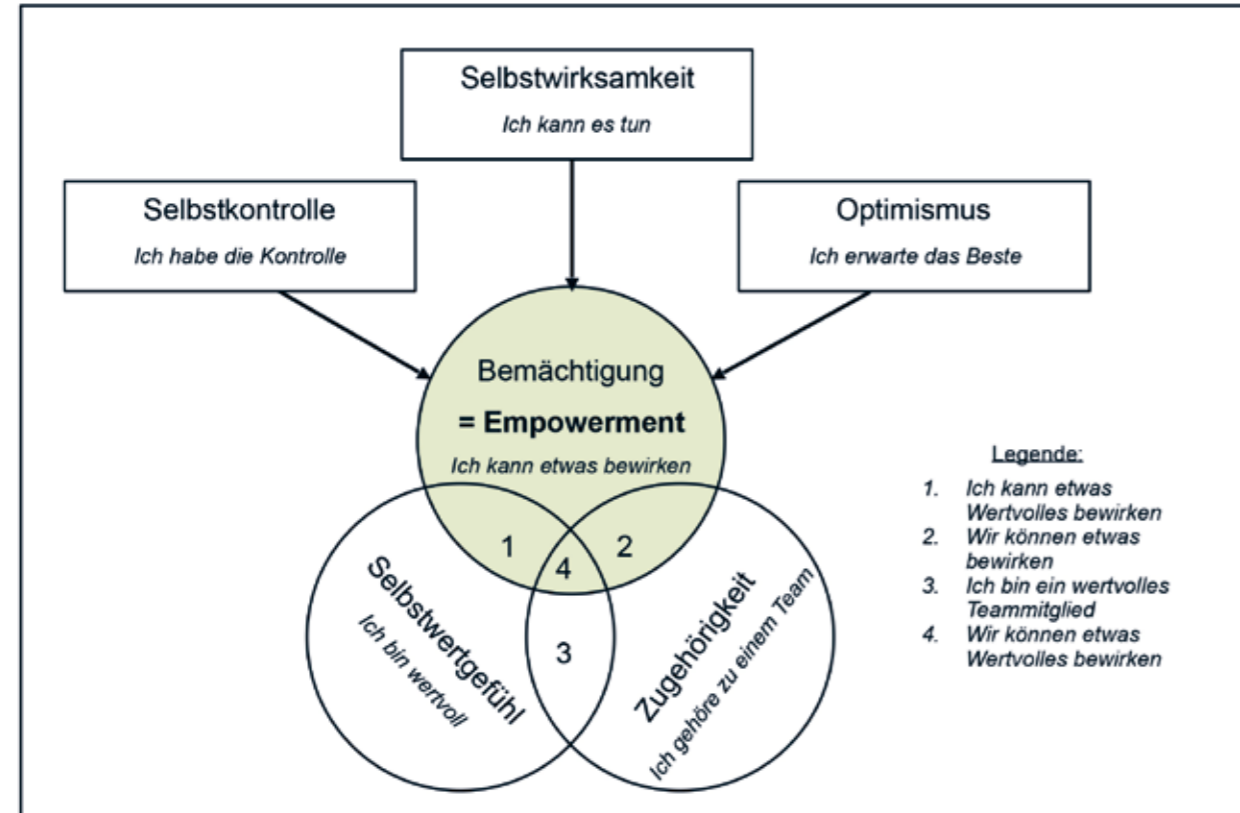 Selbstwirksamkeit
Ich kann es tun
Selbstkontrolle
Ich habe die Kontrolle
Optimismus
Ich erwarte das Beste
Bemächtigung
= Empowerment
Ich kann etwas bewirken
1
2
4
3
Selbstwertgefühl
Ich bin wertvoll
Zugehörigkeit
Ich gehöre zu einem Team
Legende:
1. Ich kann etwas
Wertvolles bewirken
2. Wir können etwas
bewirken
3. Ich bin ein wertvolles
Teammitglied
4. Wir können etwas
Wertvolles bewirken